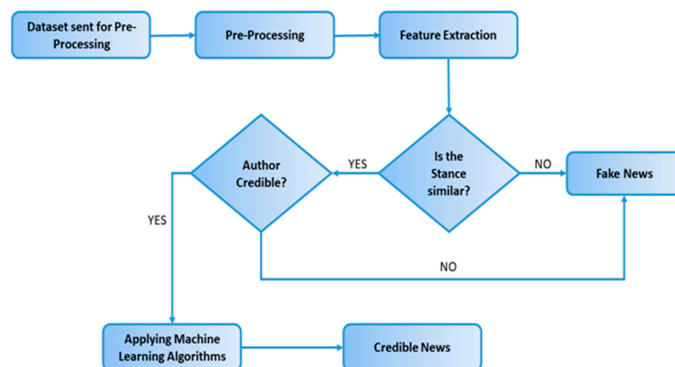 Dataset sent for Pre-
Processing
Pre-Processing
Feature Extraction
Author
Credible?
YES
Is the
Stance
similar?
NO
Fake News
YES
NO
Applying Machine
Learning Algorithms
Credible News